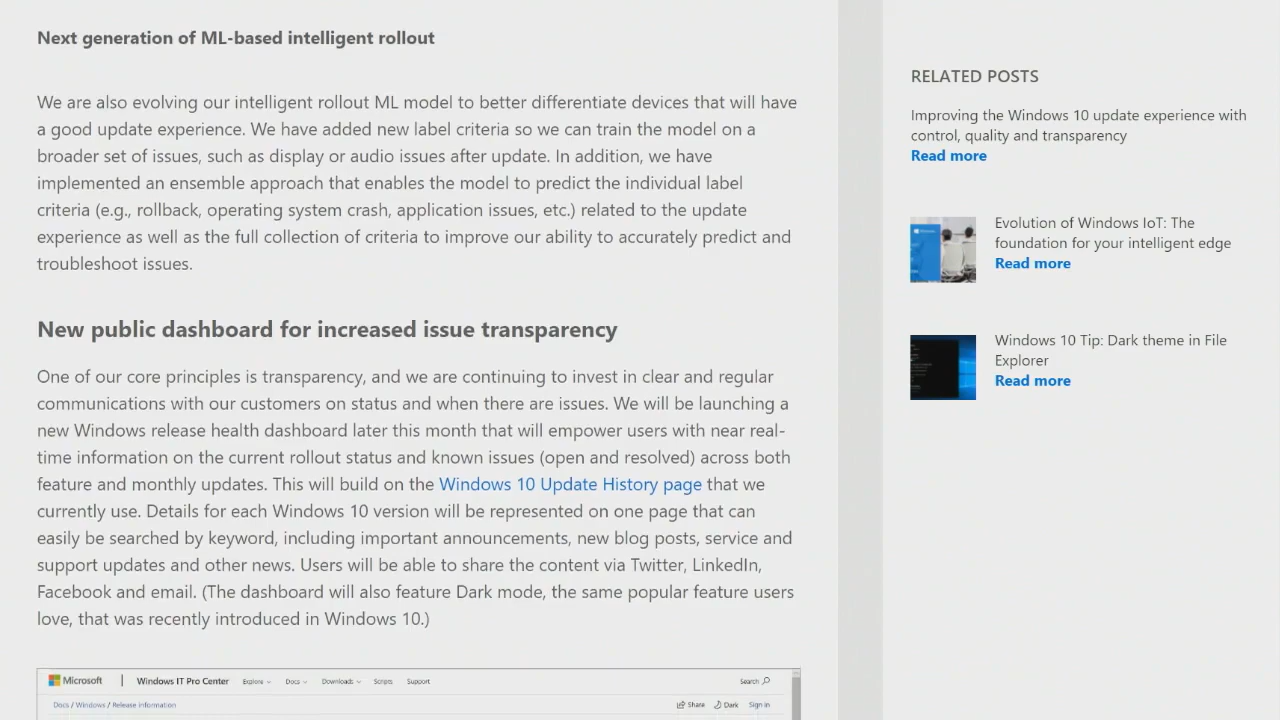 Next generation of ML-based intelligent rollout
We are also evolving our intelligent rollout ML model to better differentiate devices that will have
a good update experience. We have added new label criteria so we can train the model on a
broader set of issues, such as display or audio issues after update. In addition, we have
implemented an ensemble approach that enables the model to predict the individual label
criteria (e.g., rollback, operating system crash, application issues, etc.) related to the update
experience as well as the full collection of criteria to improve our ability to accurately predict and
troubleshoot issues.
New public dashboard for increased issue transparency
One of our core principles is transparency, and we are continuing to invest in clear and regular
communications with our customers on status and when there are issues. We will be launching a
new Windows release health dashboard later this month that will empower users with near real-
time information on the current rollout status and known issues (open and resolved) across both
feature and monthly updates. This will build on the Windows 10 Update History page that we
currently use. Details for each Windows 10 version will be represented on one page that can
easily be searched by keyword, including important announcements, new blog posts, service and
support updates and other news. Users will be able to share the content via Twitter, LinkedIn,
Facebook and email. (The dashboard will also feature Dark mode, the same popular feature users
love, that was recently introduced in Windows 10.)
Microsoft | Windows IT Pro Center Explore Docs Downloads Scripts Support Search
Docs / Windows / Release information Share Dark Sign in
RELATED POSTS
Improving the Windows 10 update experience with
control, quality and transparency
Read more
Evolution of Windows IoT: The
foundation for your intelligent edge
Read more
Windows 10 Tip: Dark theme in File
Explorer
Read more